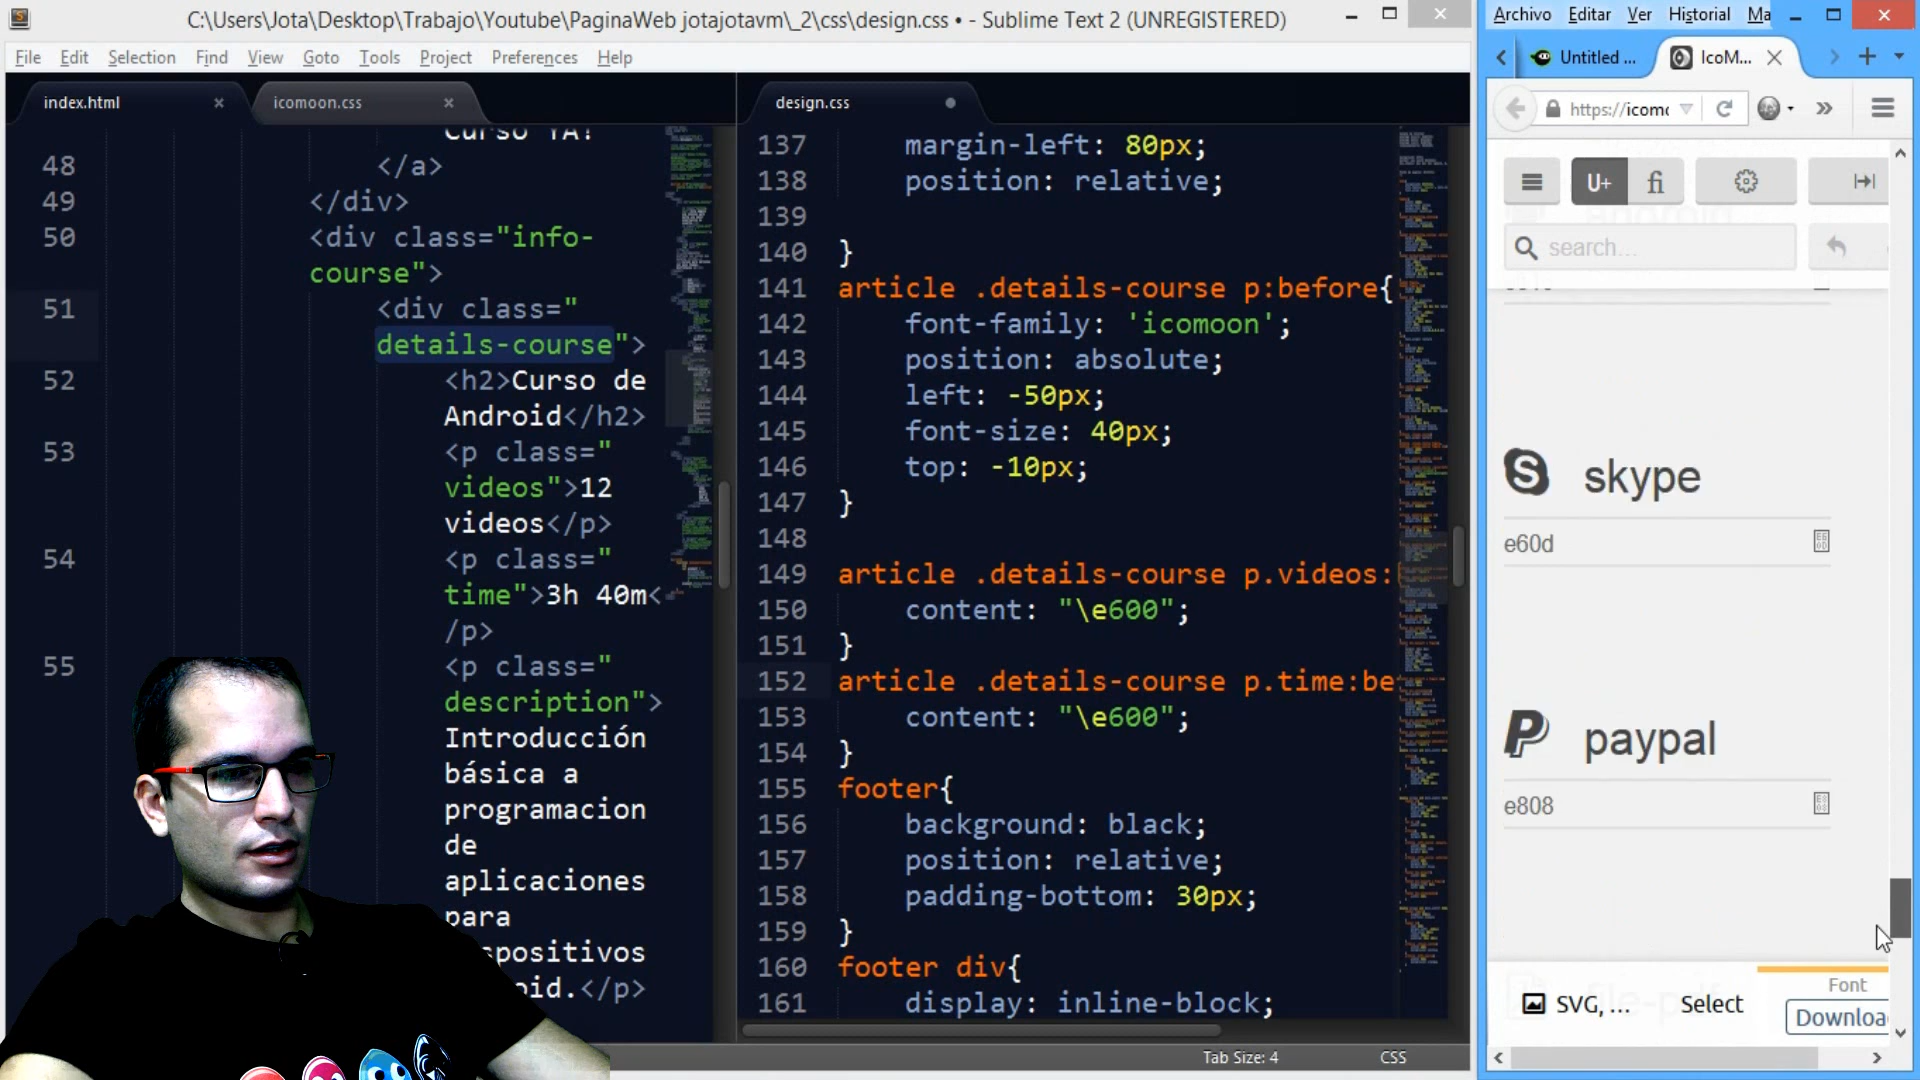 C:\Users\Jota\Desktop\Trabajo\Youtube\PaginaWeb jotajotavm\_2\css\design.css • - Sublime Text 2 (UNREGISTERED)
File Edit Selection Find View Goto Tools Project Preferences Help
index.html
icomoon.css
Curso YA!
48 </a>
49 </div>
50 <div class="info-
course">
51 <div class="
details-course">
52 <h2>Curso de
Android</h2>
53 <p class="
videos">12
videos</p>
54 <p class="
time">3h 40m<
/p>
55 <p class="
description">
Introducción
básica a
programacion
de
aplicaciones
para
spositivos
oid.</p>
design.css
137 margin-left: 80px;
138 position: relative;
139
140 }
141 article .details-course p:before{
142 font-family: 'icomoon';
143 position: absolute;
144 left: -50px;
145 font-size: 40px;
146 top: -10px;
147 }
148
149 article .details-course p.videos:
150 content: "\e600";
151 }
152 article .details-course p.time:be
153 content: "\e600";
154 }
155 footer{
156 background: black;
157 position: relative;
158 padding-bottom: 30px;
159 }
160 footer div{
161 display: inline-block;
Tab Size: 4 CSS
Archivo Editar Ver Historial Ma
Untitled ... IcoM...
https://icomo
U+ fi
search...
skype
e60d
paypal
e808
SVG, ... Select Font
Downloa